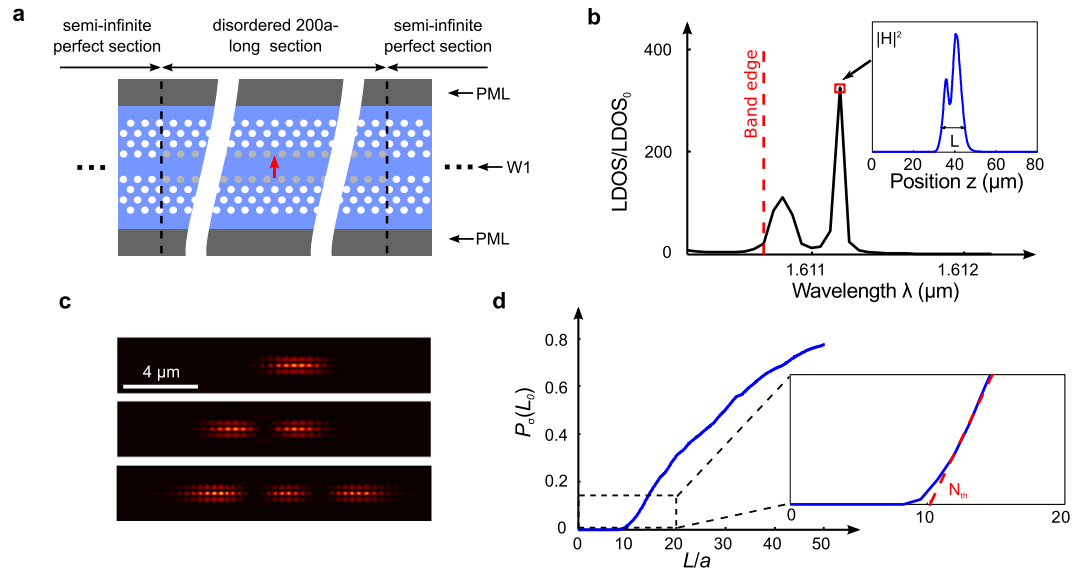 a
semi-infinite
perfect section
disordered 200a-
long section
semi-infinite
perfect section
PML
W1
PML
b
400
200
0
LDOS/LDOS₀
Band edge
1.611
1.612
Wavelength λ (µm)
|H|²
L
0 20 40 60 80
Position z (µm)
c
4 µm
d
0.8
0.6
0.4
0.2
0
Pσ(L₀)
0 10 20 30 40 50
L/a
Nth
0 10 20